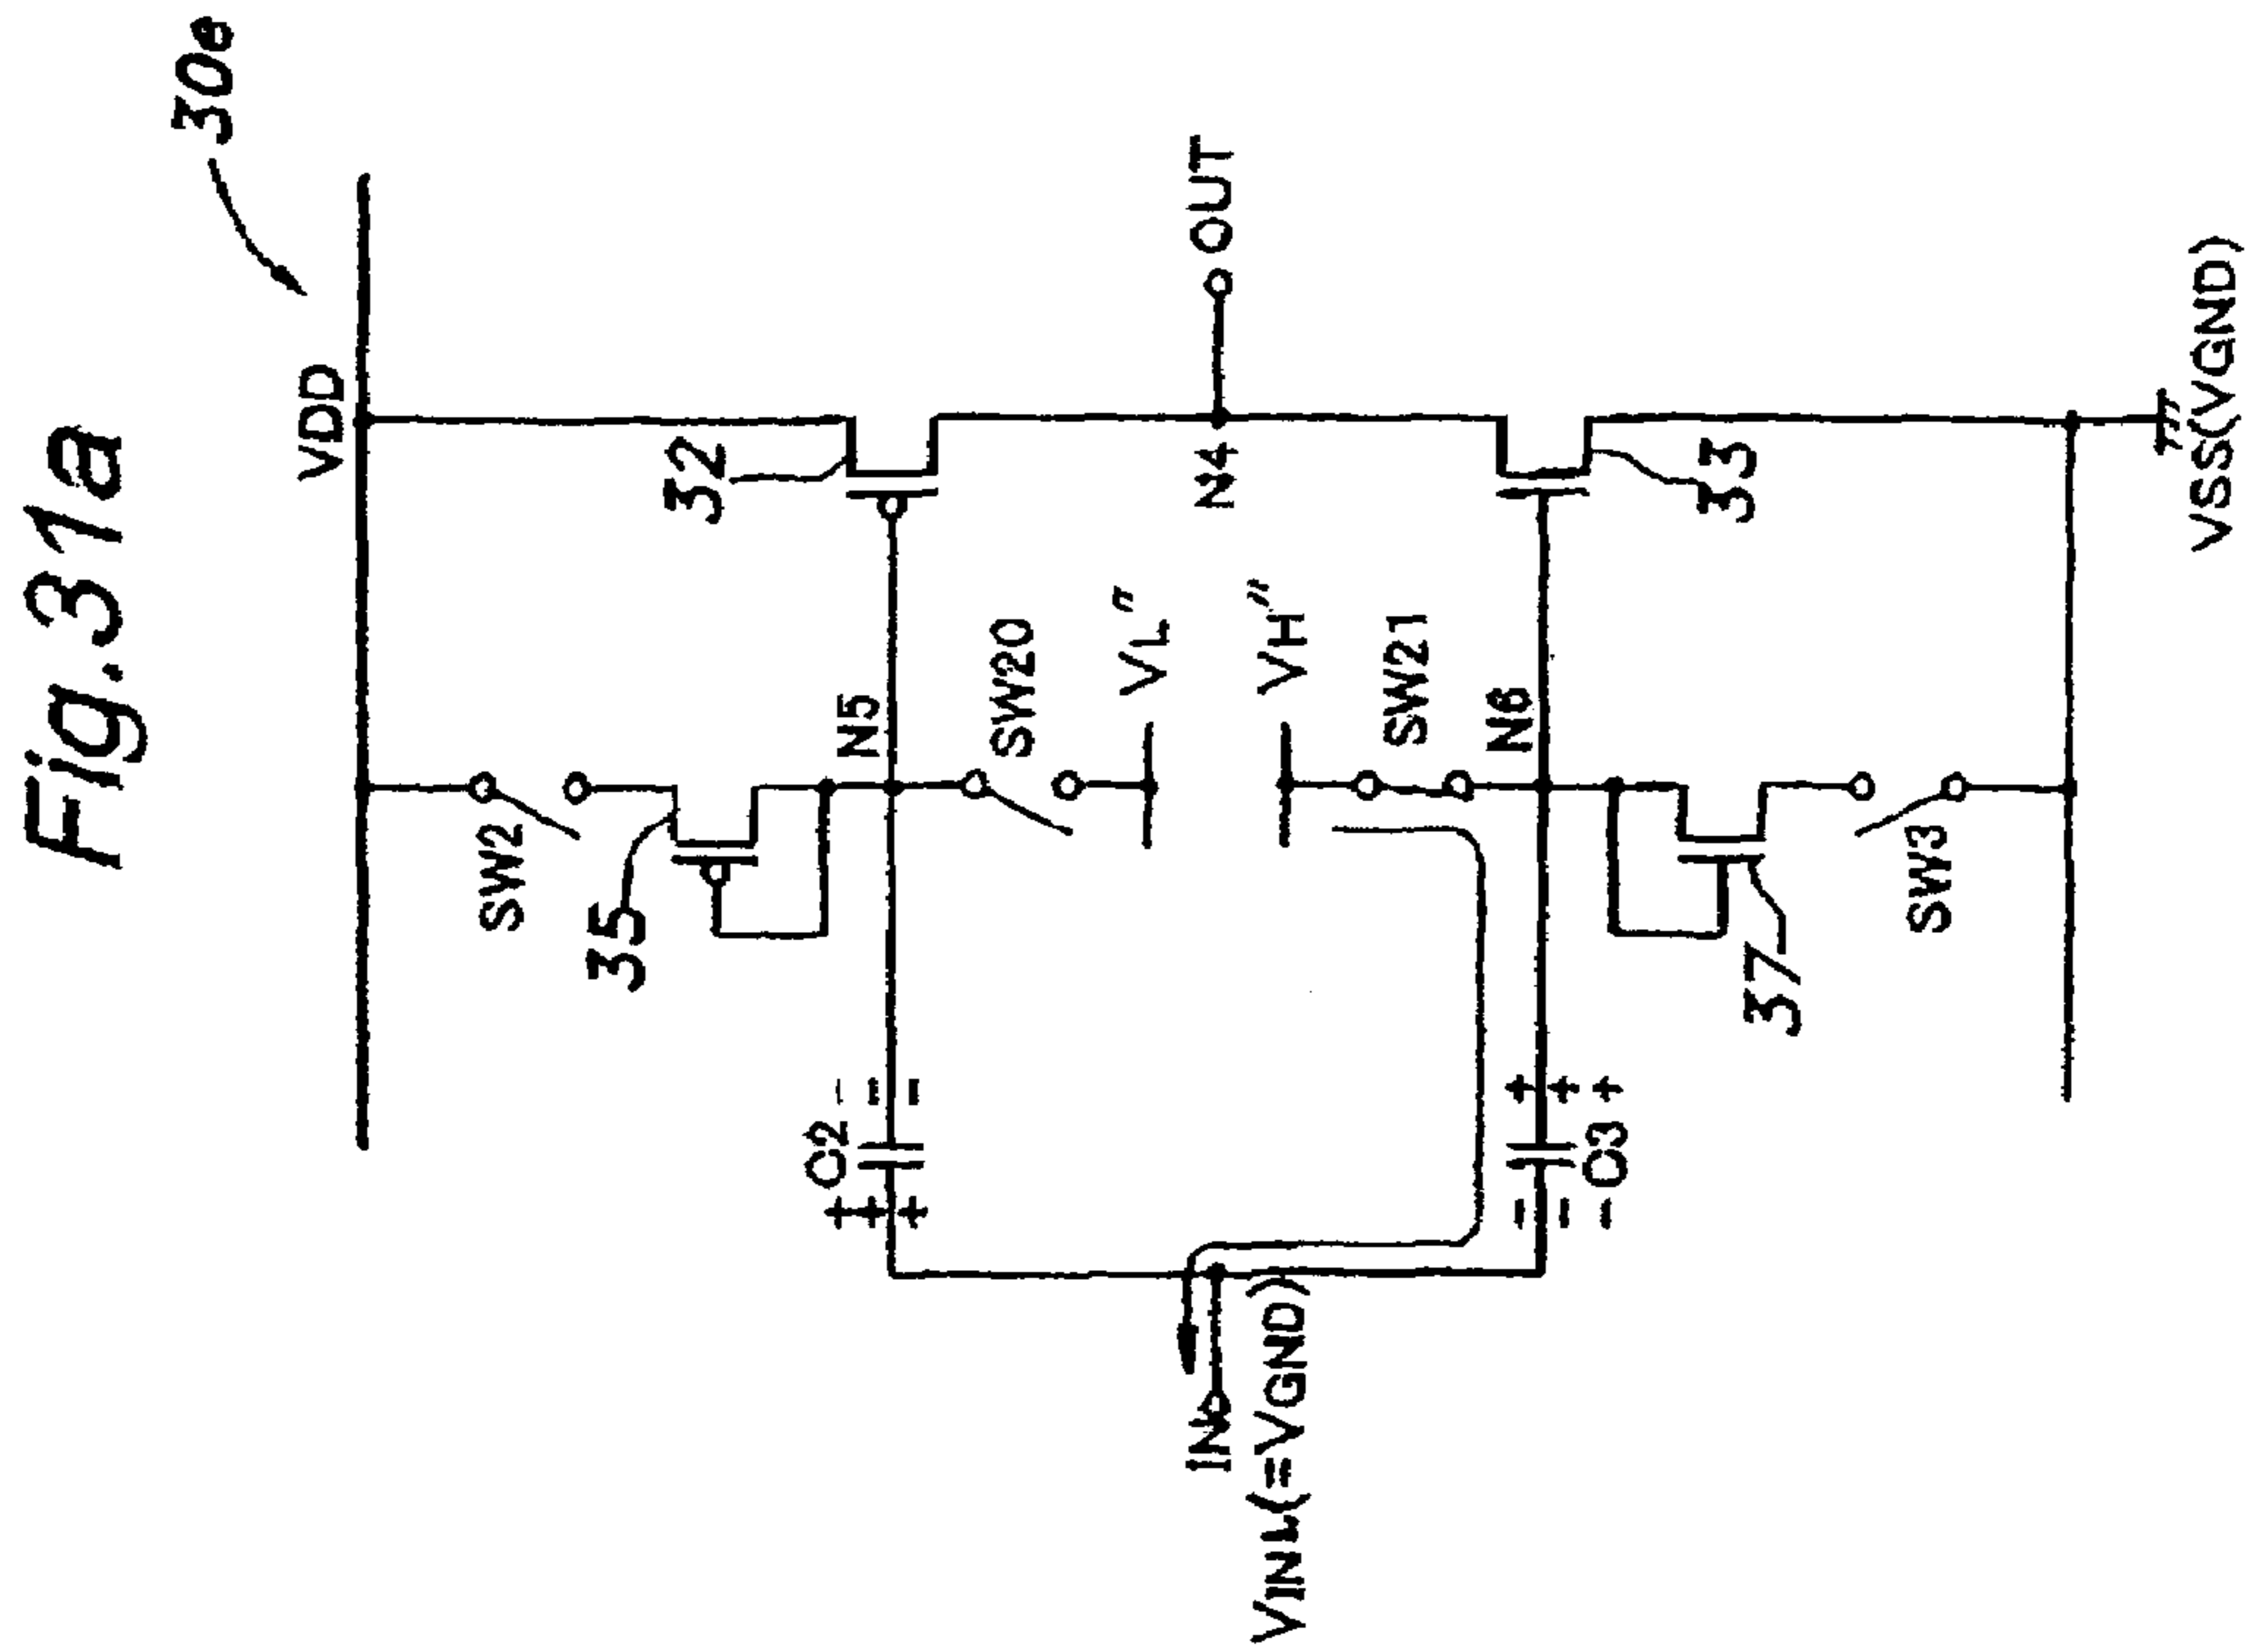 Fig.31a
30e
VDD
SW2
35
32
N5
C2
- - -
+ + +
SW20
VL"
N4
OUT
VH"
SW21
IN
VINL(=VGND)
N6
+ + +
- - -
C3
33
37
SW3
VSS(VGND)